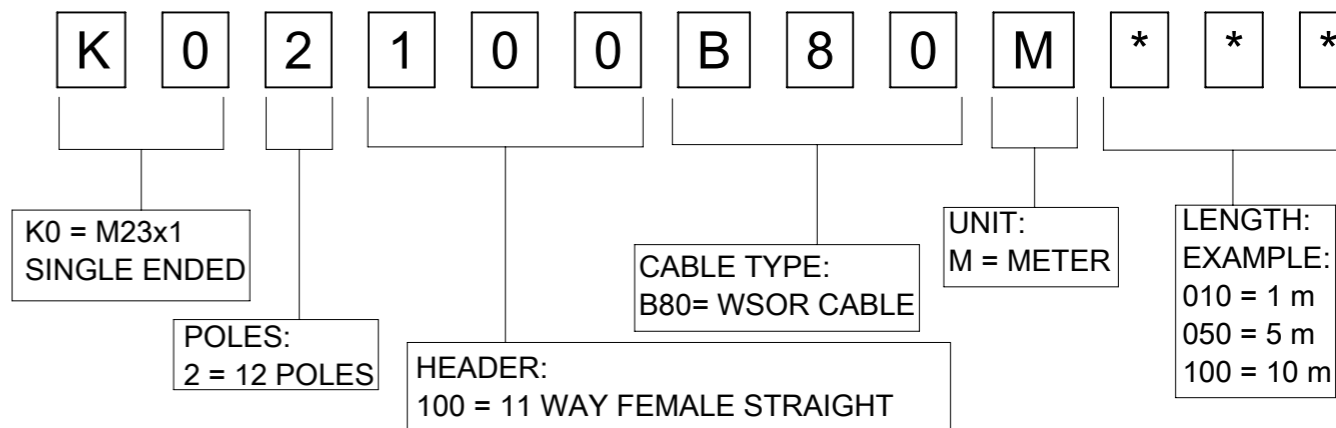 K 0 2 1 0 0 B 8 0 M * * *
K0 = M23x1
SINGLE ENDED
POLES:
2 = 12 POLES
HEADER:
100 = 11 WAY FEMALE STRAIGHT
CABLE TYPE:
B80= WSOR CABLE
UNIT:
M = METER
LENGTH:
EXAMPLE:
010 = 1 m
050 = 5 m
100 = 10 m